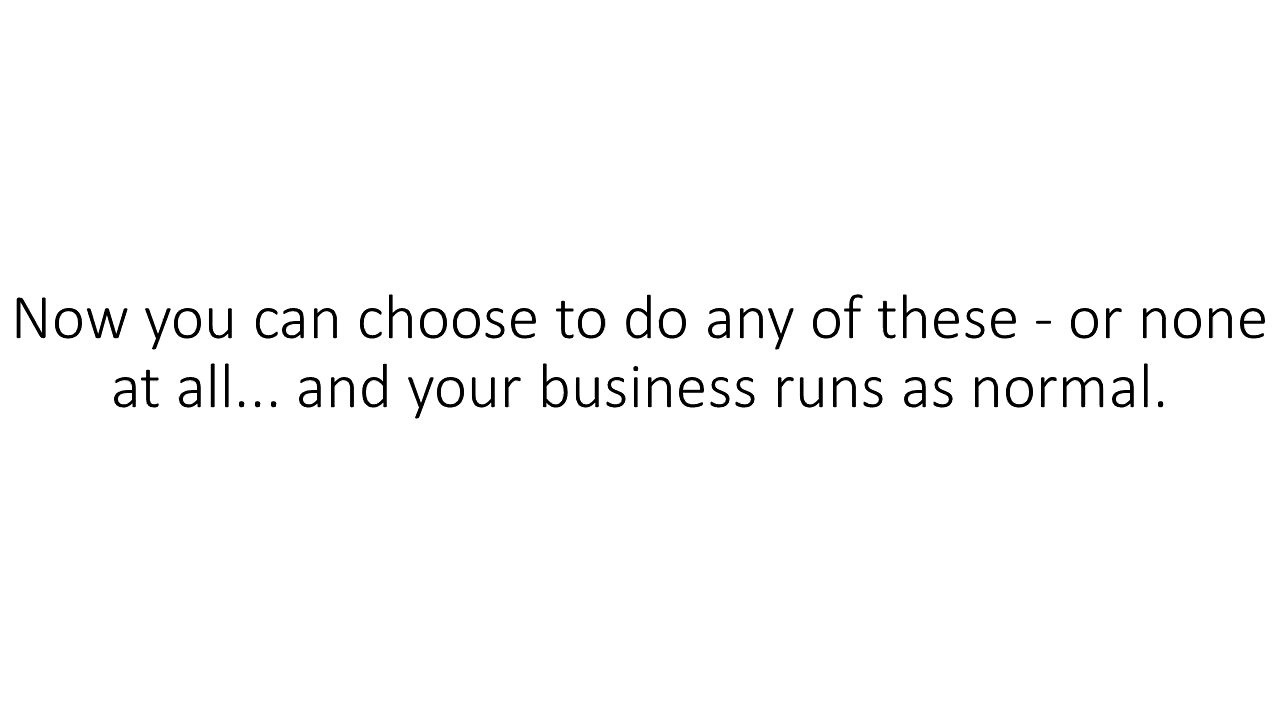 Now you can choose to do any of these - or none
at all... and your business runs as normal.